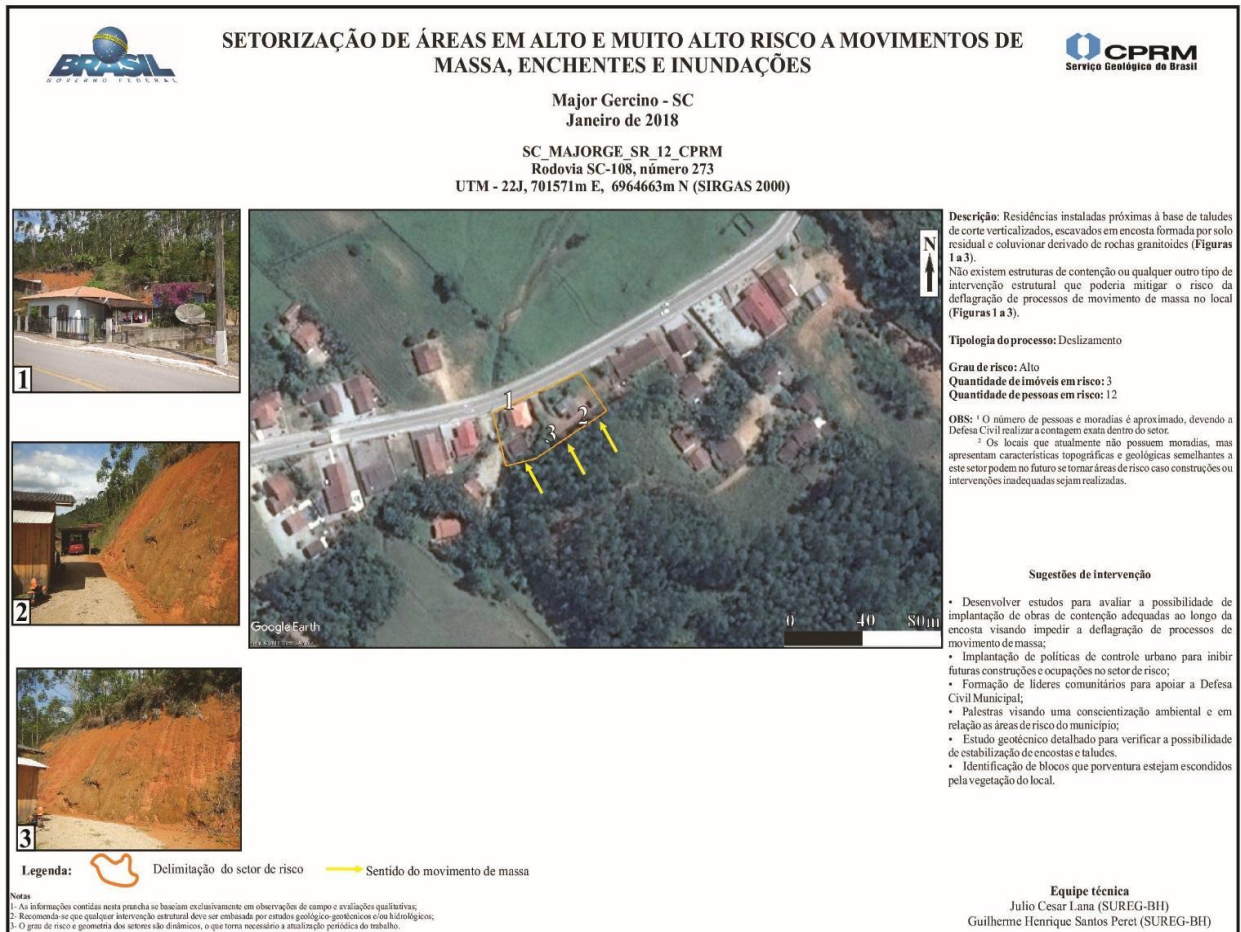 BRASIL
GOVERNO FEDERAL
SETORIZAÇÃO DE ÁREAS EM ALTO E MUITO ALTO RISCO A MOVIMENTOS DE
MASSA, ENCHENTES E INUNDAÇÕES
CPRM
Serviço Geológico do Brasil
Major Gercino - SC
Janeiro de 2018
SC_MAJORGE_SR_12_CPRM
Rodovia SC-108, número 273
UTM - 22J, 701571m E, 6964663m N (SIRGAS 2000)
1
2
3
N
1
2
3
Google Earth
0 40 80m
Descrição: Residências instaladas próximas à base de taludes
de corte verticalizados, escavados em encosta formada por solo
residual e coluvionar derivado de rochas granitoides (Figuras
1 a 3).
Não existem estruturas de contenção ou qualquer outro tipo de
intervenção estrutural que poderia mitigar o risco da
deflagração de processos de movimento de massa no local
(Figuras 1 a 3).
Tipologia do processo: Deslizamento
Grau de risco: Alto
Quantidade de imóveis em risco: 3
Quantidade de pessoas em risco: 12
OBS: ¹ O número de pessoas e moradias é aproximado, devendo a
Defesa Civil realizar a contagem exata dentro do setor.
² Os locais que atualmente não possuem moradias, mas
apresentam características topográficas e geológicas semelhantes a
este setor podem no futuro se tornar áreas de risco caso construções ou
intervenções inadequadas sejam realizadas.
Sugestões de intervenção
• Desenvolver estudos para avaliar a possibilidade de
implantação de obras de contenção adequadas ao longo da
encosta visando impedir a deflagração de processos de
movimento de massa;
• Implantação de políticas de controle urbano para inibir
futuras construções e ocupações no setor de risco;
• Formação de líderes comunitários para apoiar a Defesa
Civil Municipal;
• Palestras visando uma conscientização ambiental e em
relação as áreas de risco do município;
• Estudo geotécnico detalhado para verificar a possibilidade
de estabilização de encostas e taludes.
• Identificação de blocos que porventura estejam escondidos
pela vegetação do local.
Legenda: Delimitação do setor de risco Sentido do movimento de massa
Notas
1- As informações contidas nesta prancha se baseiam exclusivamente em observações de campo e avaliações qualitativas;
2- Recomenda-se que qualquer intervenção estrutural deve ser embasada por estudos geológico-geotécnicos e/ou hidrológicos;
3- O grau de risco e geometria dos setores são dinâmicos, o que torna necessário a atualização periódica do trabalho.
Equipe técnica
Julio Cesar Lana (SUREG-BH)
Guilherme Henrique Santos Peret (SUREG-BH)